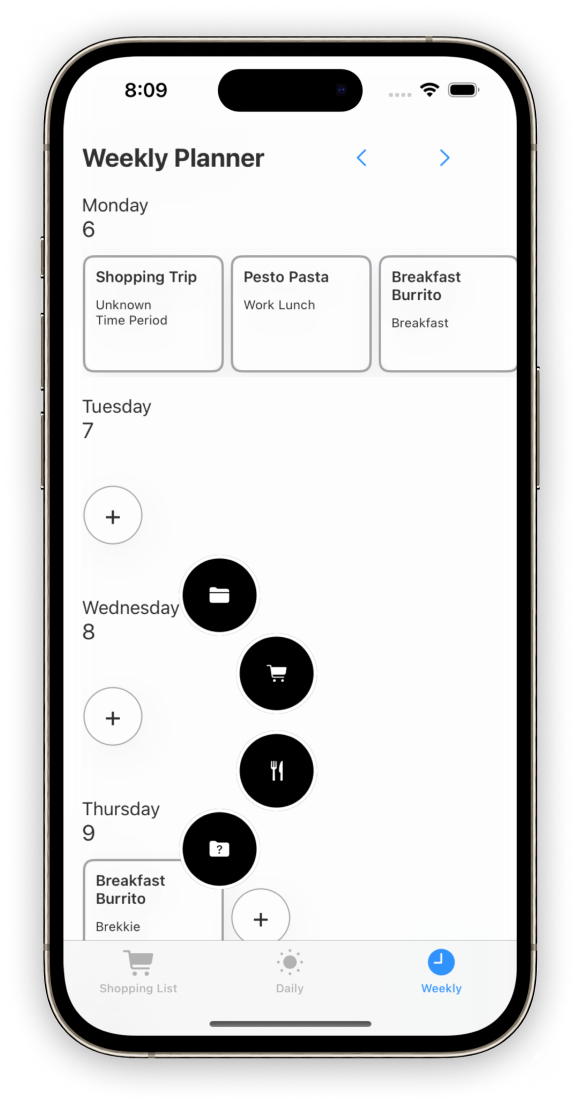 8:09
Weekly Planner
Monday
6
Shopping Trip
Unknown
Time Period
Pesto Pasta
Work Lunch
Breakfast
Burrito
Breakfast
Tuesday
7
+
Wednesday
8
+
?
Thursday
9
Breakfast
Burrito
Brekkie
+
Shopping List
Daily
Weekly